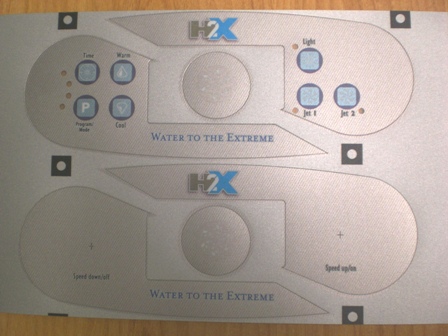 H2X
Light
Time Warm
P
Programs Mode Cool
Jet 1 Jet 2
WATER TO THE EXTREME
H2X
Speed down/off
Speed up/on
WATER TO THE EXTREME